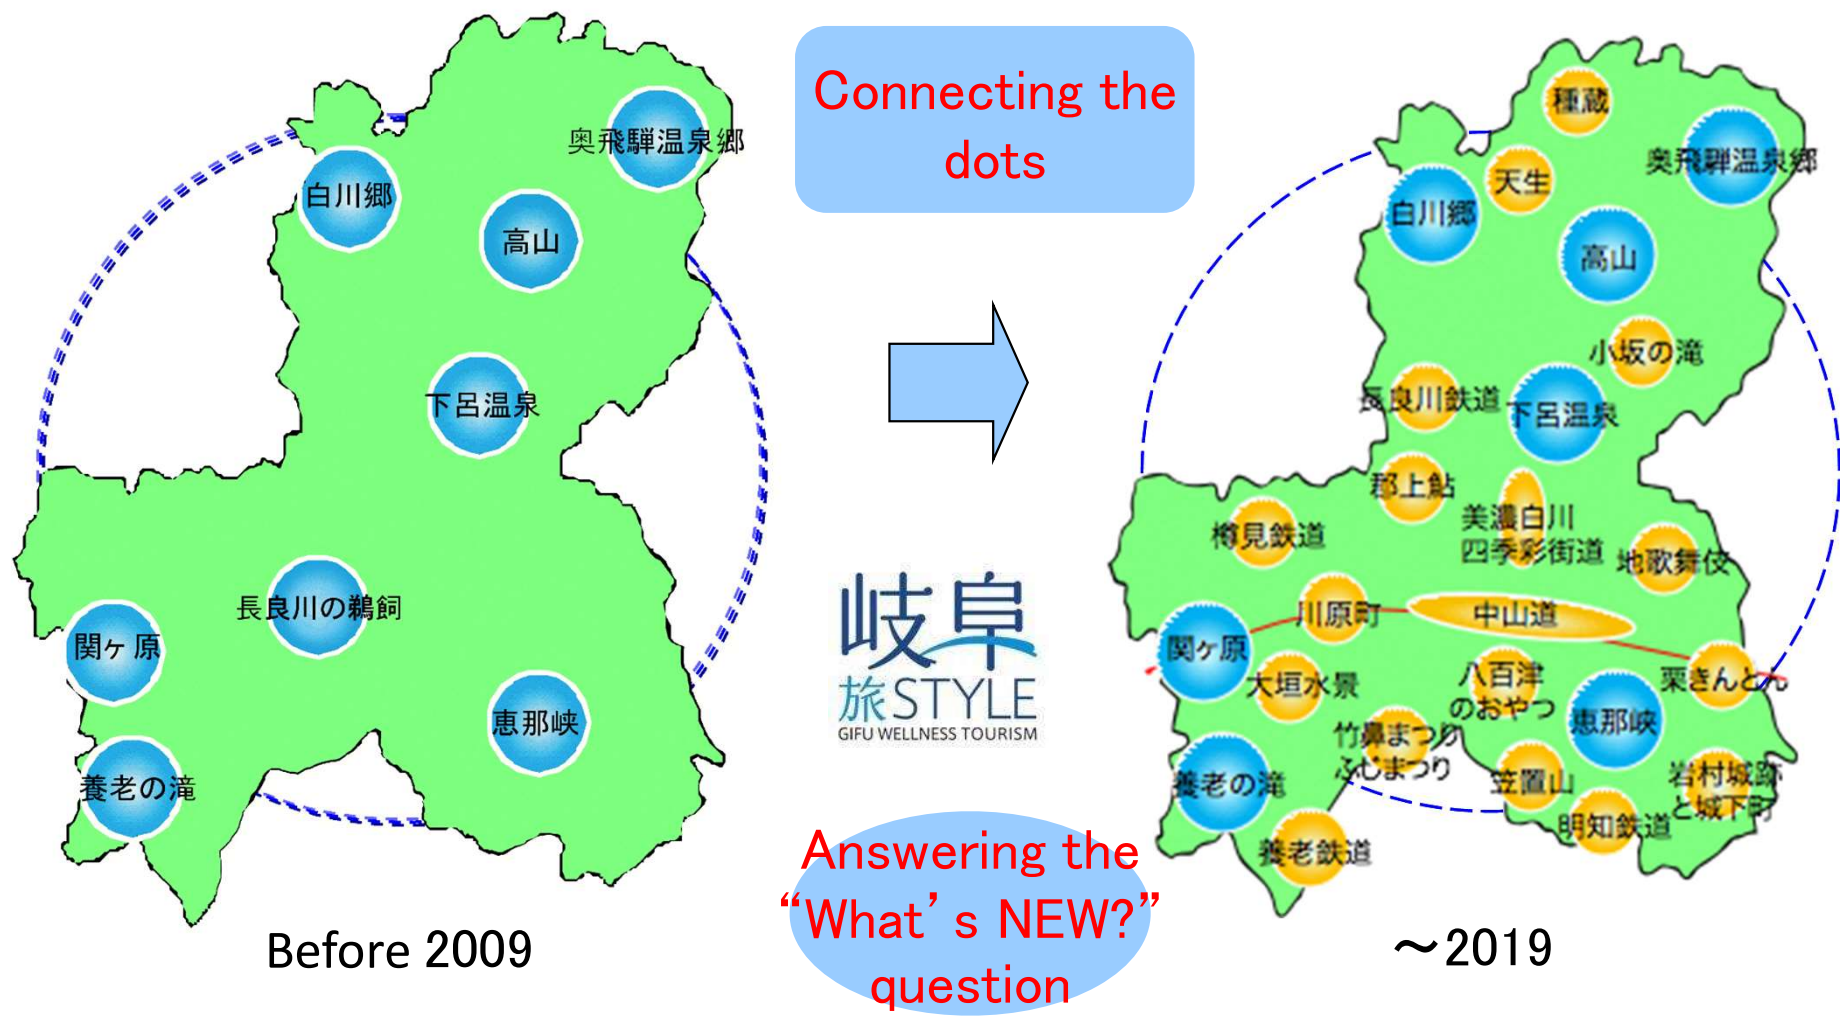 奥飛騨温泉郷
白川郷
高山
下呂温泉
長良川の鵜飼
関ヶ原
恵那峡
養老の滝
Before 2009
Connecting the
dots
岐阜
旅STYLE
GIFU WELLNESS TOURISM
Answering the
“What’s NEW?”
question
種蔵
奥飛騨温泉郷
天生
白川郷
高山
小坂の滝
長良川鉄道
下呂温泉
郡上鮎
美濃白川
四季彩街道
樽見鉄道
地歌舞伎
川原町
中山道
関ヶ原
大垣水景
八百津
のおやつ
栗きんとん
恵那峡
竹鼻まつり
ふじまつり
養老の滝
笠置山
岩村城跡
と城下町
明知鉄道
養老鉄道
～2019